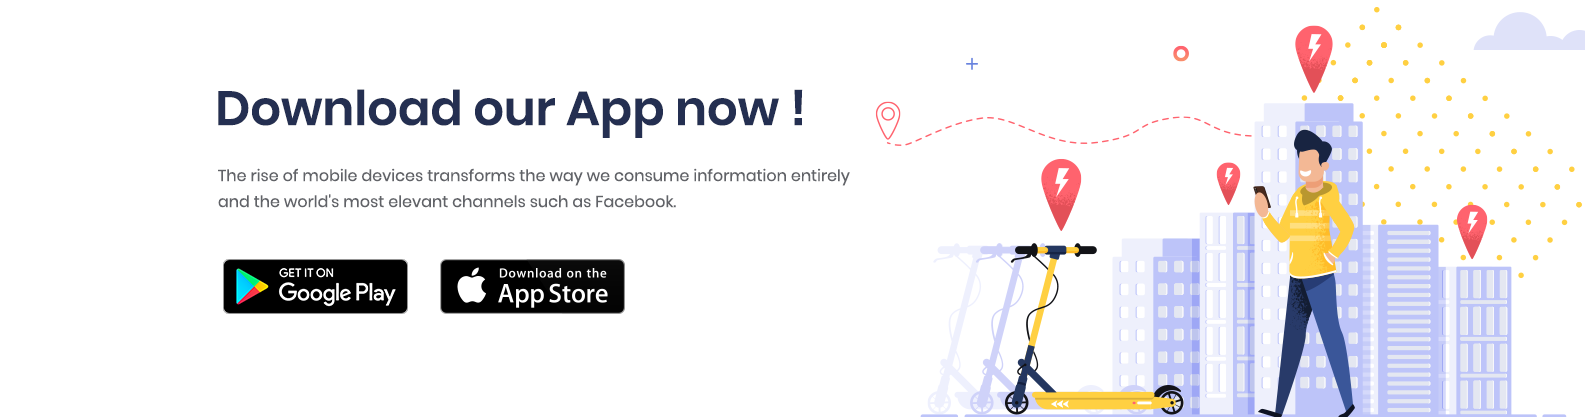 Download our App now !
The rise of mobile devices transforms the way we consume information entirely
and the world's most elevant channels such as Facebook.
GET IT ON
Google Play
Download on the
App Store